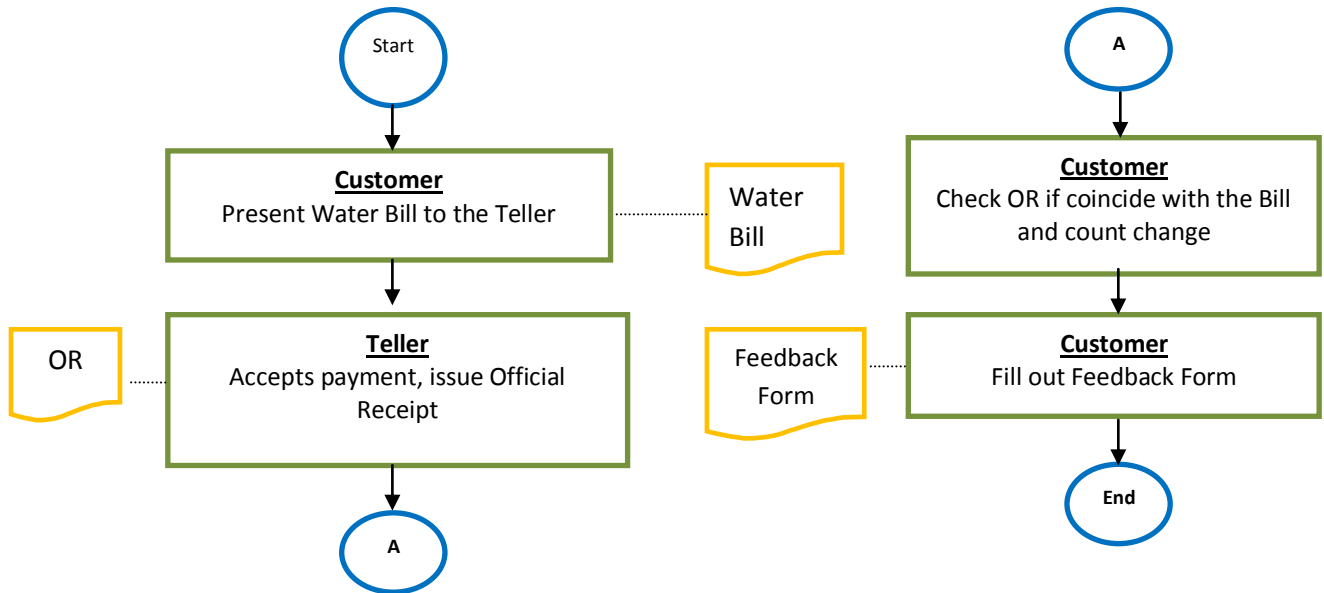 Start
Customer
Present Water Bill to the Teller
Water
Bill
Teller
Accepts payment, issue Official
Receipt
OR
A
A
Customer
Check OR if coincide with the Bill
and count change
Customer
Fill out Feedback Form
Feedback
Form
End